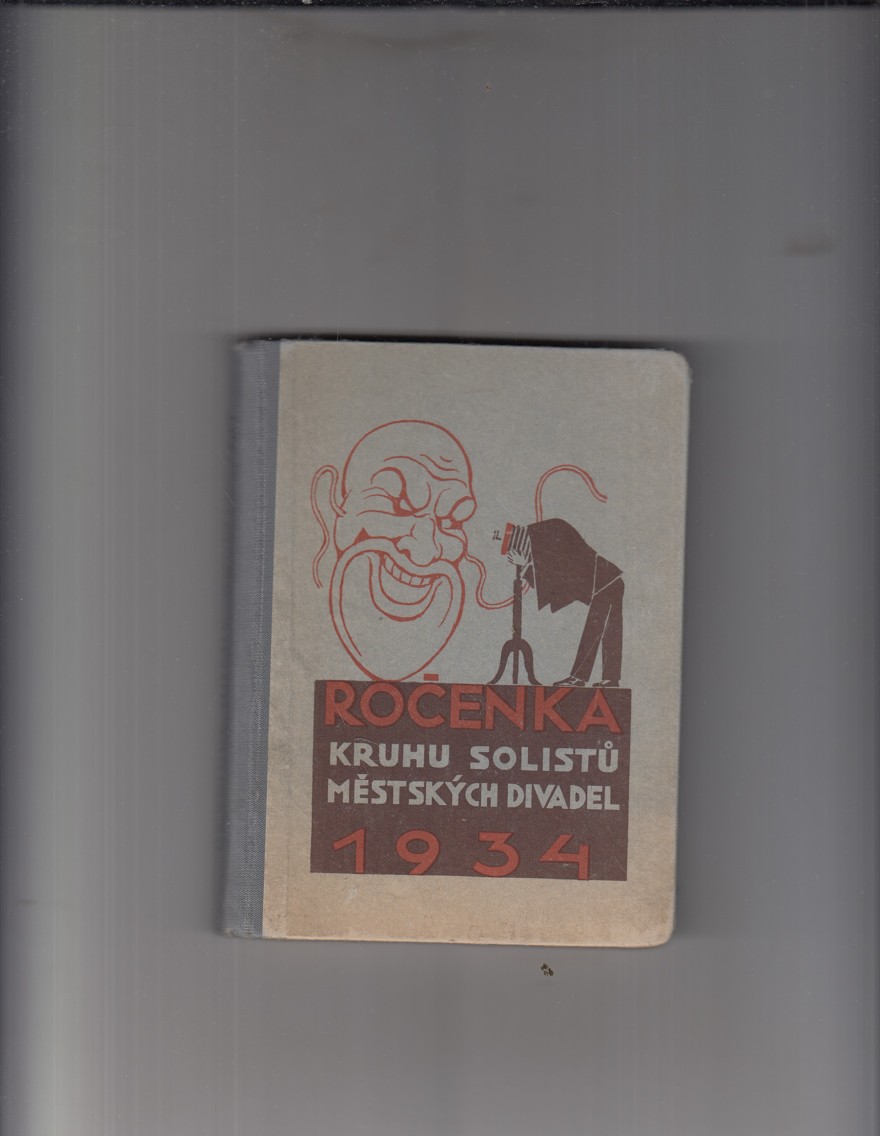 ROČENKA
KRUHU SOLISTŮ
MĚSTSKÝCH DIVADEL
1934